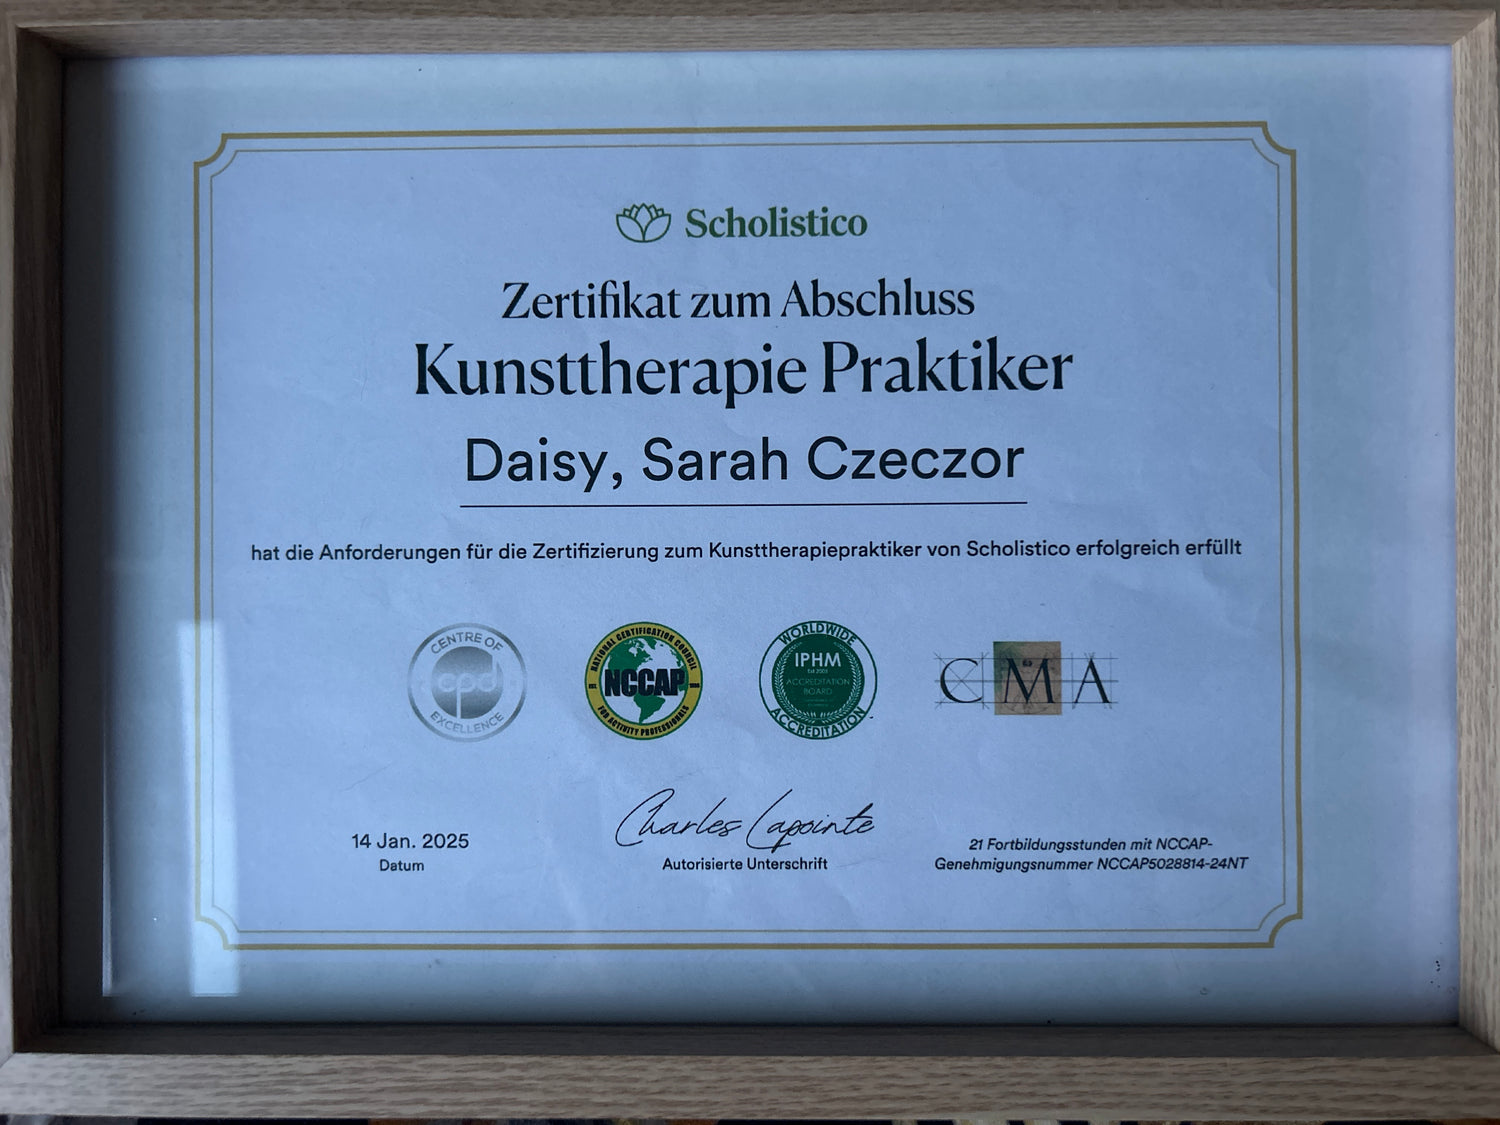 Scholistico
Zertifikat zum Abschluss
Kunsttherapie Praktiker
Daisy, Sarah Czeczor
hat die Anforderungen für die Zertifizierung zum Kunsttherapiepraktiker von Scholistico erfolgreich erfüllt
CENTRE OF
cpd
EXCELLENCE
NATIONAL CERTIFICATION COUNCIL
NCCAP
FOR ACTIVITY PROFESSIONALS
WORLDWIDE
IPHM
ACCREDITATION
BOARD
ACCREDITATION
CMA
Charles Lapointe
14 Jan. 2025
Datum
Autorisierte Unterschrift
21 Fortbildungsstunden mit NCCAP-
Genehmigungsnummer NCCAP5028814-24NT